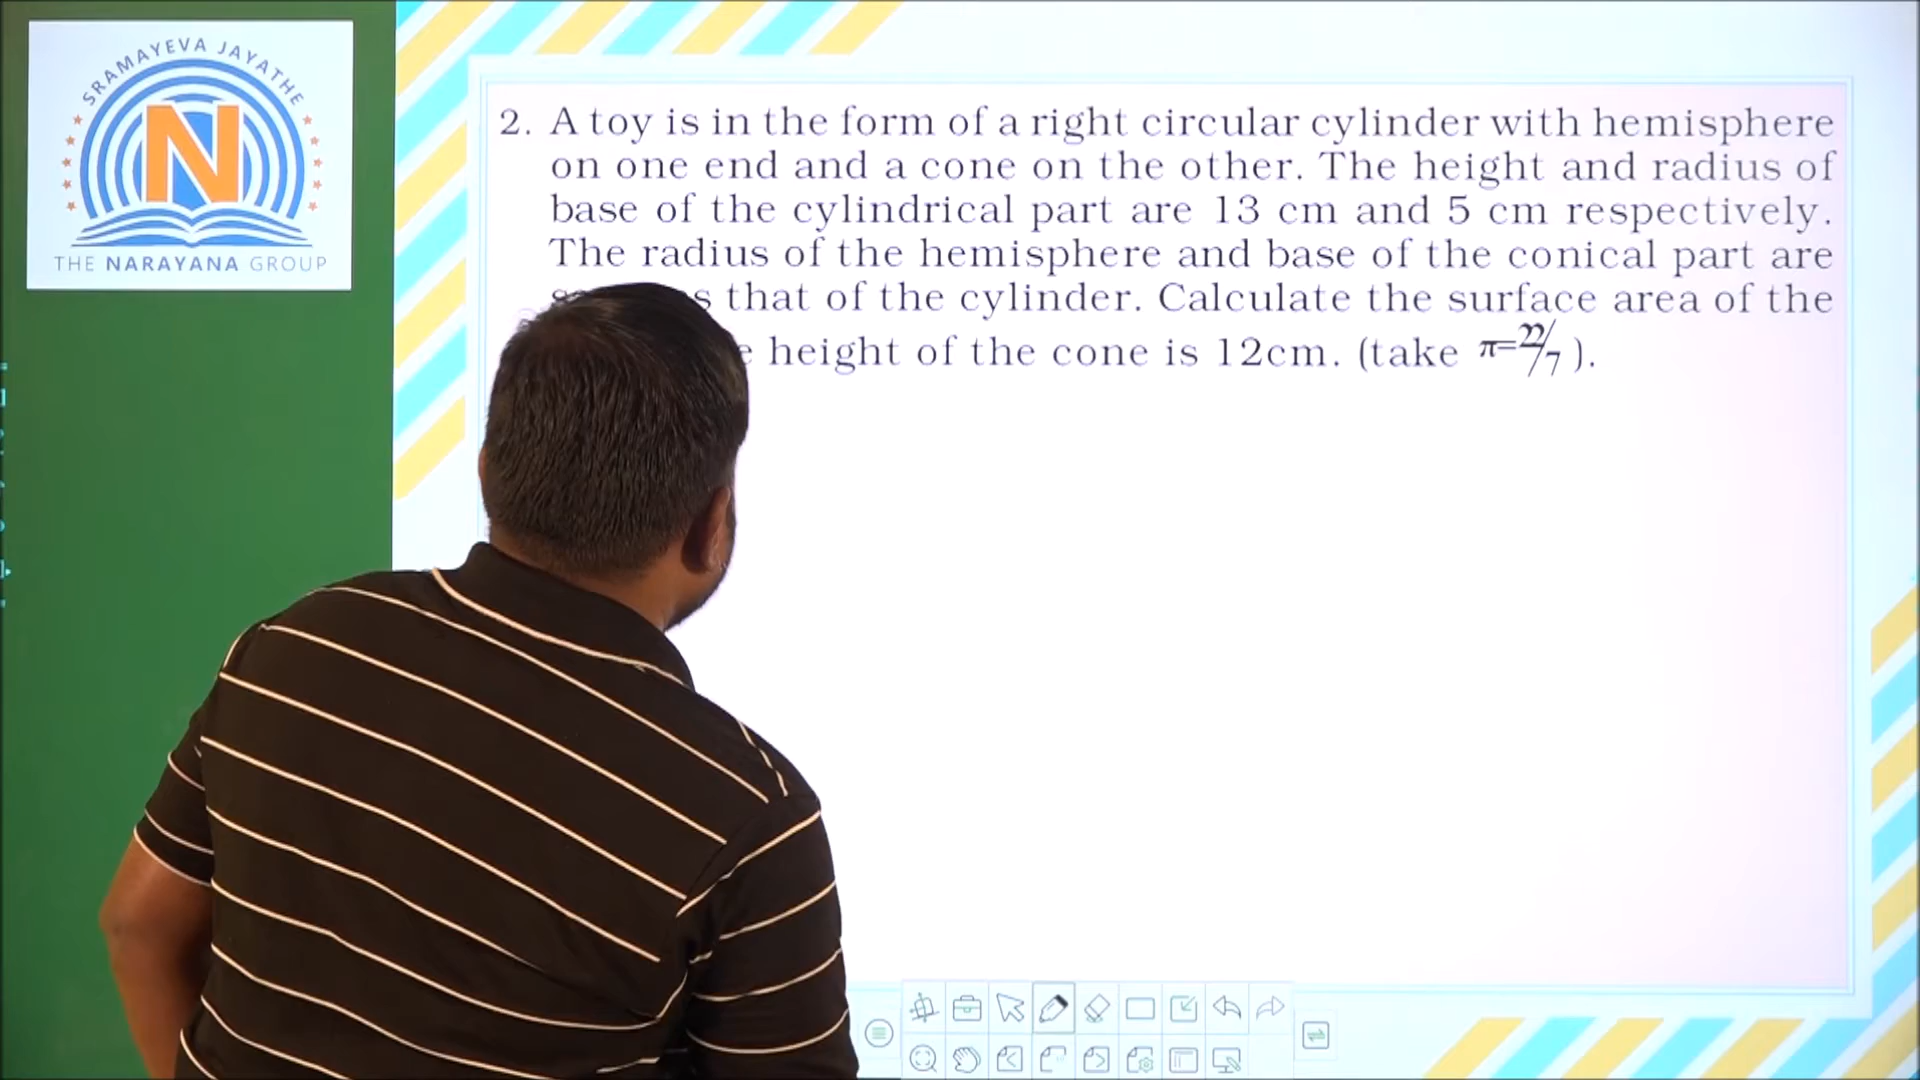 SRAMAYEVA JAYATHE
N
THE NARAYANA GROUP
2. A toy is in the form of a right circular cylinder with hemisphere
on one end and a cone on the other. The height and radius of
base of the cylindrical part are 13 cm and 5 cm respectively.
The radius of the hemisphere and base of the conical part are
that of the cylinder. Calculate the surface area of the
height of the cone is 12cm. (take π=22/7).